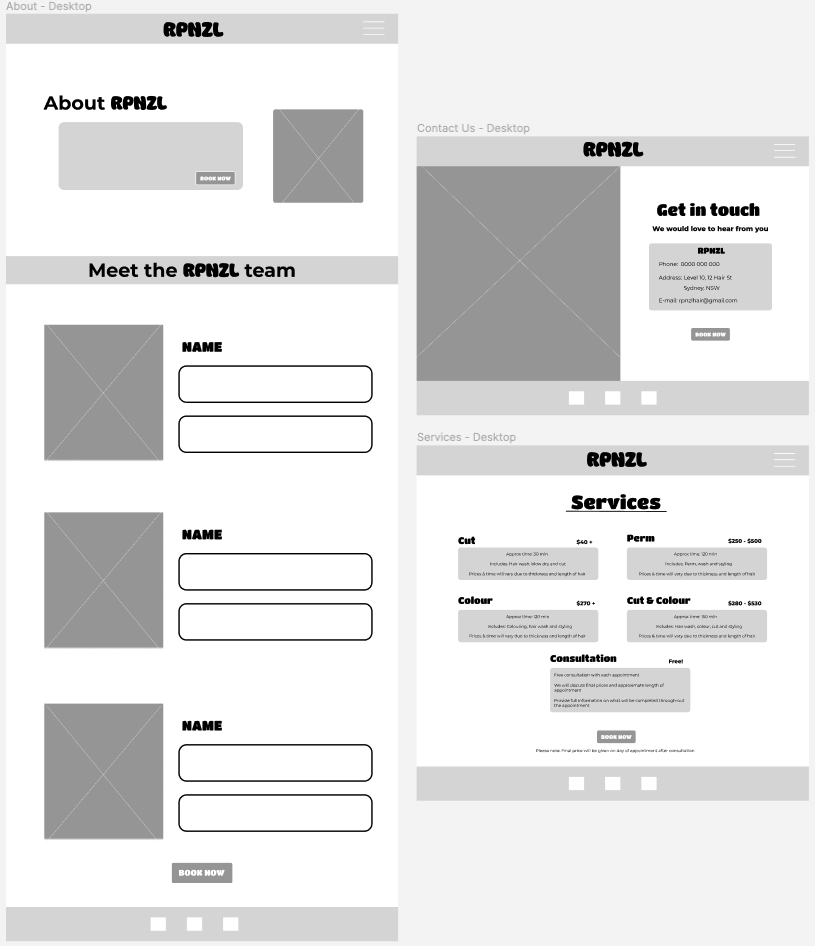 About - Desktop
RPNZL
About RPNZL
BOOK NOW
Meet the RPNZL team
NAME
NAME
NAME
BOOK NOW
Contact Us - Desktop
RPNZL
Get in touch
We would love to hear from you
RPNZL
Phone: 0000 000 000
Address: Level 10, 12 Hair St
Sydney, NSW
E-mail: rpnzlhair@gmail.com
BOOK NOW
Services - Desktop
RPNZL
Services
Cut $40 +
Approx time: 30 min
Includes: Hair wash, blow dry and cut
Prices & time will vary due to thickness and length of hair
Perm $250 - $500
Approx time: 120 min
Includes: Perm, wash and styling
Prices & time will vary due to thickness and length of hair
Colour $270 +
Approx time: 120 min
Includes: Colouring, hair wash and styling
Prices & time will vary due to thickness and length of hair
Cut & Colour $280 - $530
Approx time: 150 min
Includes: Hair wash, colour, cut and styling
Prices & time will vary due to thickness and length of hair
Consultation Free!
Free consultation with each appointment
We will discuss final prices and approximate length of
appointment
Provide full information on what will be completed through out
the appointment
BOOK NOW
Please note: Final price will be given on day of appointment after consultation